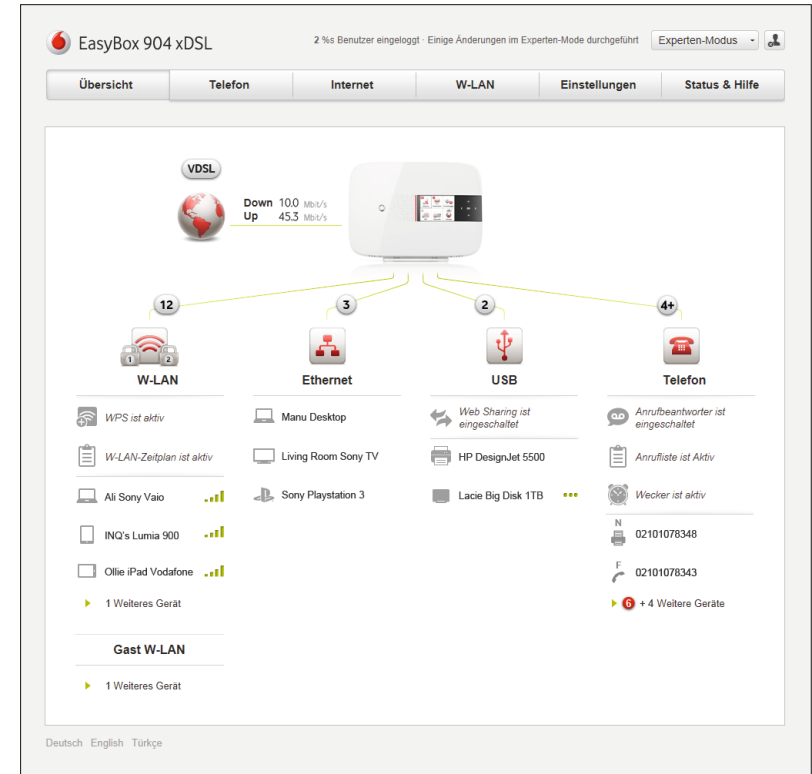 EasyBox 904 xDSL
2 %s Benutzer eingeloggt · Einige Änderungen im Experten-Mode durchgeführt
Experten-Modus
Übersicht
Telefon
Internet
W-LAN
Einstellungen
Status & Hilfe
VDSL
Down 10.0 Mbit/s
Up 45.3 Mbit/s
12
3
2
4+
1
2
W-LAN
WPS ist aktiv
W-LAN-Zeitplan ist aktiv
Ali Sony Vaio
INQ's Lumia 900
Ollie iPad Vodafone
1 Weiteres Gerät
Gast W-LAN
1 Weiteres Gerät
Ethernet
Manu Desktop
Living Room Sony TV
Sony Playstation 3
USB
Web Sharing ist
eingeschaltet
HP DesignJet 5500
Lacie Big Disk 1TB
Telefon
Anrufbeantworter ist
eingeschaltet
Anrufliste ist Aktiv
Wecker ist aktiv
N
02101078348
F
02101078343
6 + 4 Weitere Geräte
Deutsch English Türkçe